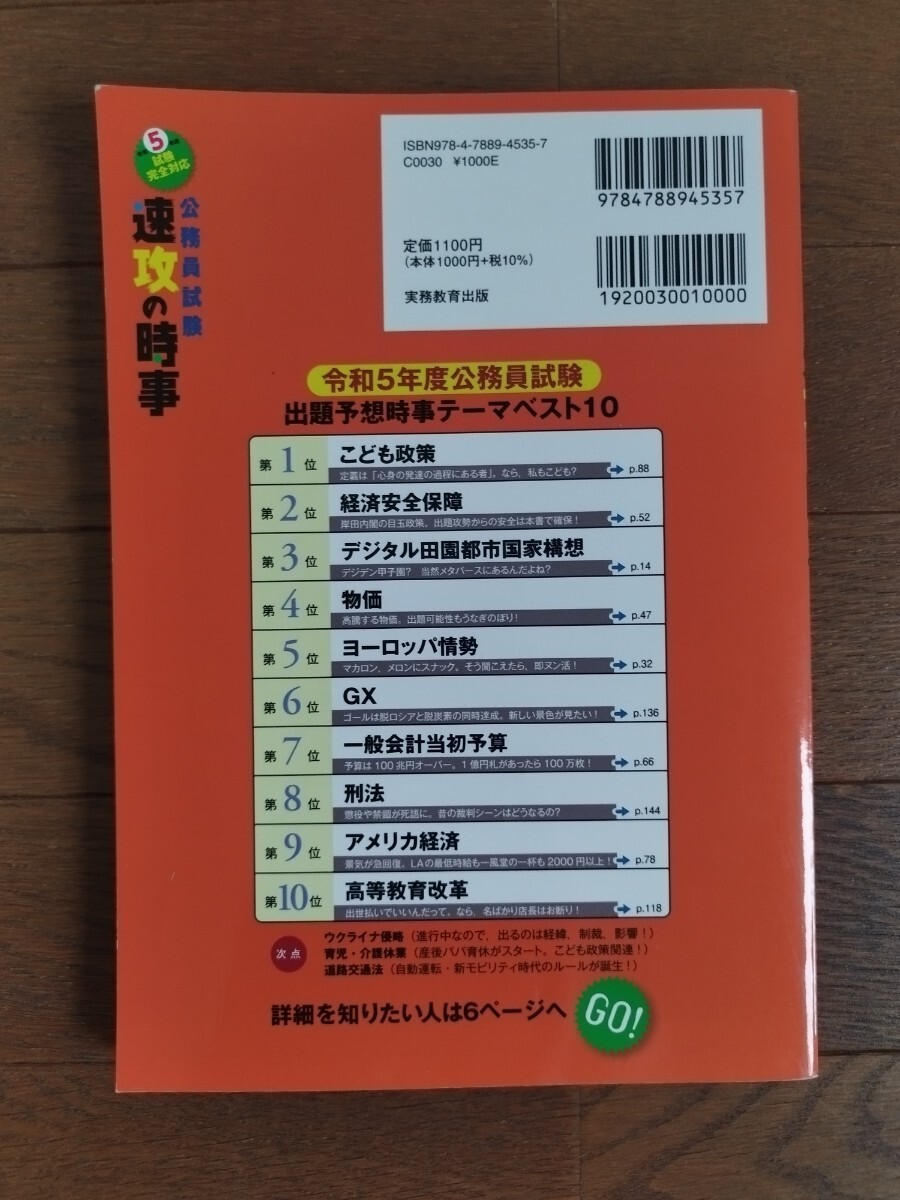 令和5年度
試験
完全対応
公務員試験
速攻の時事
ISBN978-4-7889-4535-7
C0030 ¥1000E
9784788945357
定価1100円
(本体1000円+税10%)
実務教育出版
1920030010000
令和5年度公務員試験
出題予想時事テーマベスト10
第1位 こども政策
定義は「心身の発達の過程にある者」。なら、私もこども? p.88
第2位 経済安全保障
岸田内閣の目玉政策。出題攻勢からの安全は本書で確保! p.52
第3位 デジタル田園都市国家構想
デジデン甲子園? 当然メタバースにあるんだよね? p.14
第4位 物価
高騰する物価。出題可能性もうなぎのぼり! p.47
第5位 ヨーロッパ情勢
マカロン、メロンにスナック。そう聞こえたら、即ヌン活! p.32
第6位 GX
ゴールは脱ロシアと脱炭素の同時達成。新しい景色が見たい! p.136
第7位 一般会計当初予算
予算は100兆円オーバー。1億円札があったら100万枚! p.66
第8位 刑法
懲役や禁錮が死語に。昔の裁判シーンはどうなるの? p.144
第9位 アメリカ経済
景気が急回復。LAの最低時給も一風堂の一杯も2000円以上! p.78
第10位 高等教育改革
出世払いでいいんだって。なら、名ばかり店長はお断り! p.118
次点
ウクライナ侵略(進行中なので、出るのは経緯、制裁、影響!)
育児・介護休業(産後パパ育休がスタート。こども政策関連!)
道路交通法(自動運転・新モビリティ時代のルールが誕生!)
詳細を知りたい人は6ページへ GO!